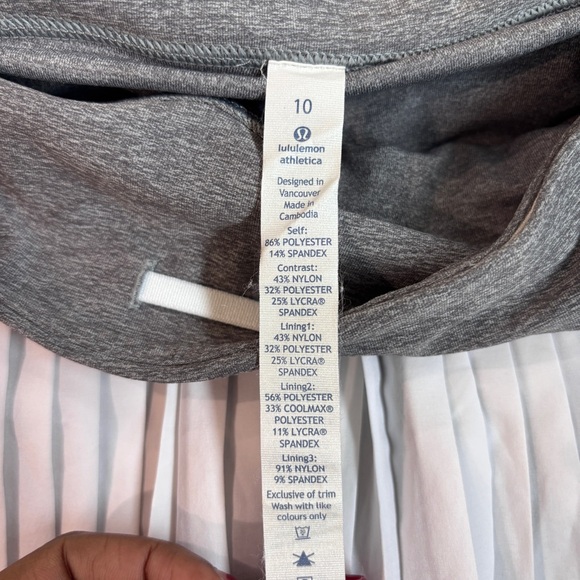 10
lululemon
athletica
Designed in
Vancouver
Made in
Cambodia
Self:
86% POLYESTER
14% SPANDEX
Contrast:
43% NYLON
32% POLYESTER
25% LYCRA®
SPANDEX
Lining1:
43% NYLON
32% POLYESTER
25% LYCRA®
SPANDEX
Lining2:
56% POLYESTER
33% COOLMAX®
POLYESTER
11% LYCRA®
SPANDEX
Lining3:
91% NYLON
9% SPANDEX
Exclusive of trim
Wash with like
colours only